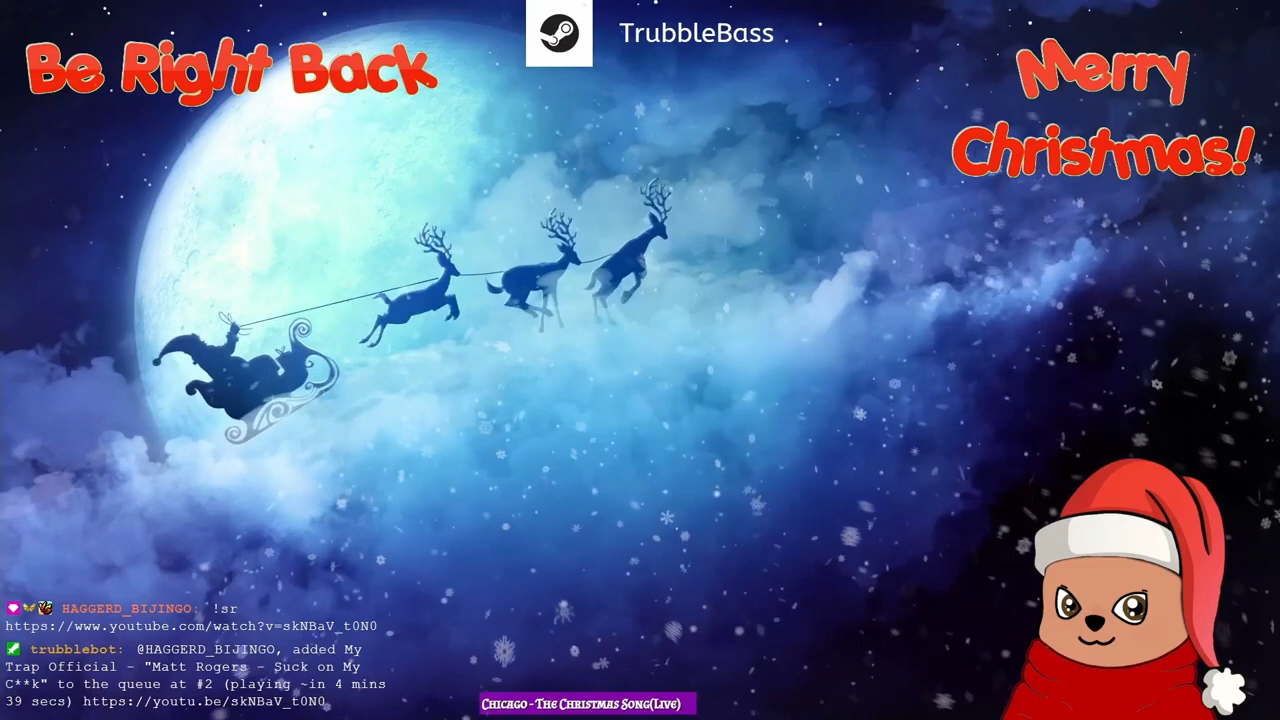 Be Right Back
TrubbleBass
Merry
Christmas!
HAGGERD_BIJINGO: !sr
https://www.youtube.com/watch?v=skNBaV_t0N0
trubblebot: @HAGGERD_BIJINGO, added My
Trap Official - "Matt Rogers - Suck on My
C**k" to the queue at #2 (playing ~in 4 mins
39 secs) https://youtu.be/skNBaV_t0N0
Chicago - The Christmas Song(Live)